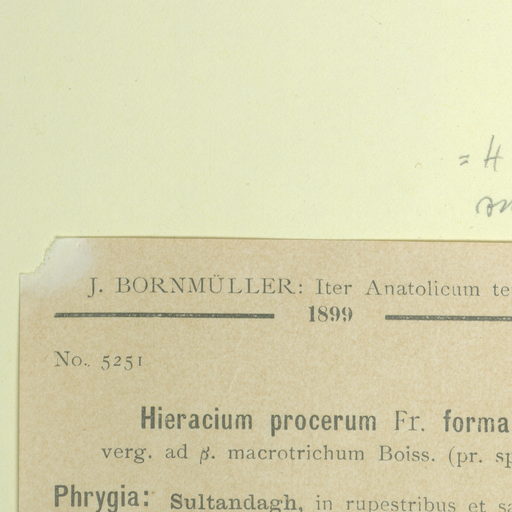 = H
J. BORNMÜLLER: Iter Anatolicum te
1899
No. 5251
Hieracium procerum Fr. forma
verg. ad β. macrotrichum Boiss. (pr. sp
Phrygia: Sultandagh, in rupestribus et sa